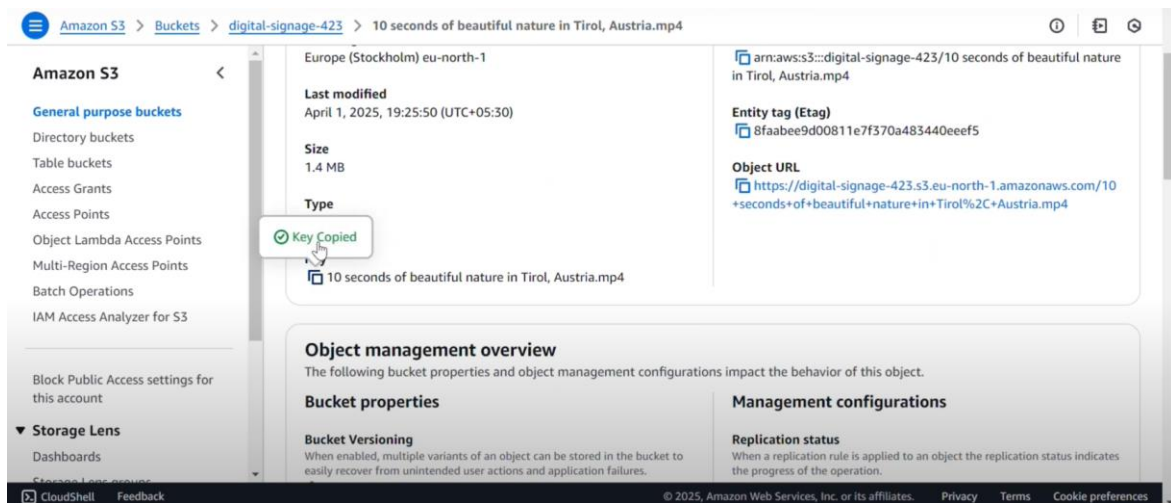 Amazon S3 > Buckets > digital-signage-423 > 10 seconds of beautiful nature in Tirol, Austria.mp4
Amazon S3
General purpose buckets
Directory buckets
Table buckets
Access Grants
Access Points
Object Lambda Access Points
Multi-Region Access Points
Batch Operations
IAM Access Analyzer for S3
Block Public Access settings for
this account
Storage Lens
Dashboards
Storage Lens groups
Europe (Stockholm) eu-north-1
Last modified
April 1, 2025, 19:25:50 (UTC+05:30)
Size
1.4 MB
Type
Key Copied
10 seconds of beautiful nature in Tirol, Austria.mp4
arn:aws:s3:::digital-signage-423/10 seconds of beautiful nature
in Tirol, Austria.mp4
Entity tag (Etag)
8faabee9d00811e7f370a483440eeef5
Object URL
https://digital-signage-423.s3.eu-north-1.amazonaws.com/10
+seconds+of+beautiful+nature+in+Tirol%2C+Austria.mp4
Object management overview
The following bucket properties and object management configurations impact the behavior of this object.
Bucket properties
Bucket Versioning
When enabled, multiple variants of an object can be stored in the bucket to
easily recover from unintended user actions and application failures.
Management configurations
Replication status
When a replication rule is applied to an object the replication status indicates
the progress of the operation.
CloudShell Feedback
© 2025, Amazon Web Services, Inc. or its affiliates. Privacy Terms Cookie preferences